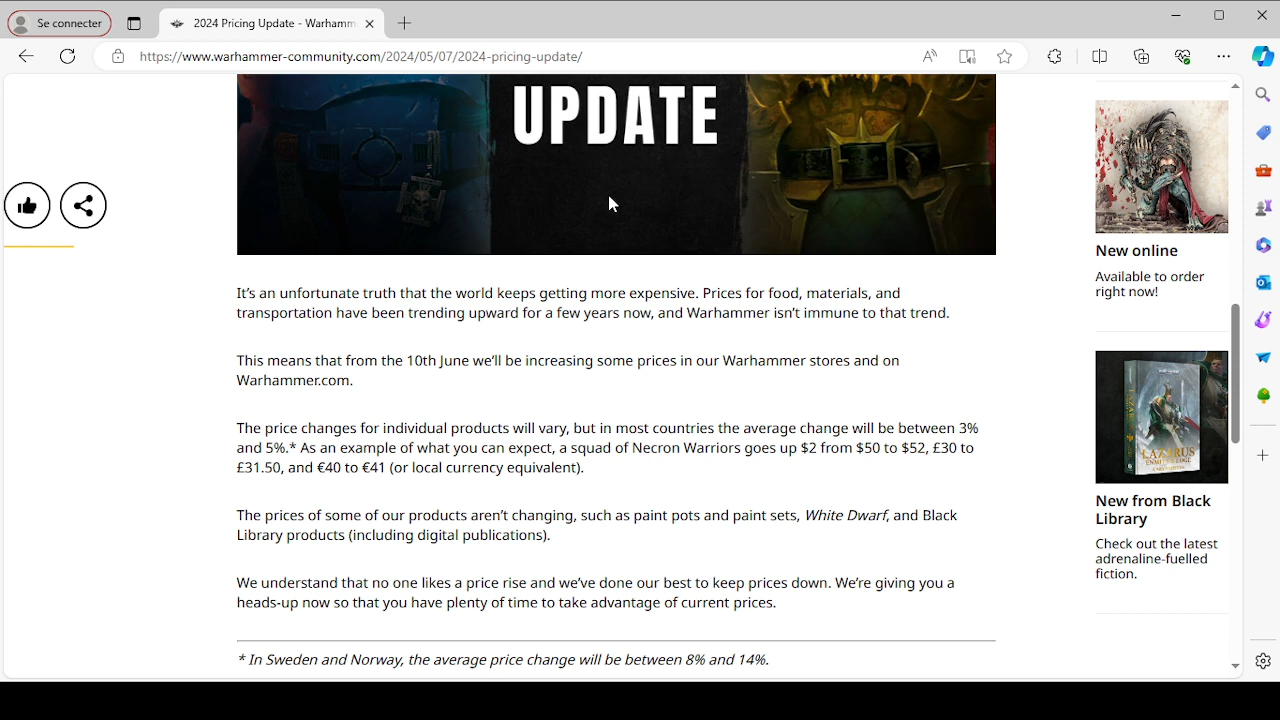 Se connecter
2024 Pricing Update - Warhamm
https://www.warhammer-community.com/2024/05/07/2024-pricing-update/
UPDATE
It's an unfortunate truth that the world keeps getting more expensive. Prices for food, materials, and
transportation have been trending upward for a few years now, and Warhammer isn't immune to that trend.
This means that from the 10th June we'll be increasing some prices in our Warhammer stores and on
Warhammer.com.
The price changes for individual products will vary, but in most countries the average change will be between 3%
and 5%.* As an example of what you can expect, a squad of Necron Warriors goes up $2 from $50 to $52, £30 to
£31.50, and €40 to €41 (or local currency equivalent).
The prices of some of our products aren't changing, such as paint pots and paint sets, White Dwarf, and Black
Library products (including digital publications).
We understand that no one likes a price rise and we've done our best to keep prices down. We're giving you a
heads-up now so that you have plenty of time to take advantage of current prices.
* In Sweden and Norway, the average price change will be between 8% and 14%.
New online
Available to order
right now!
LAZARUS
New from Black
Library
Check out the latest
adrenaline-fuelled
fiction.